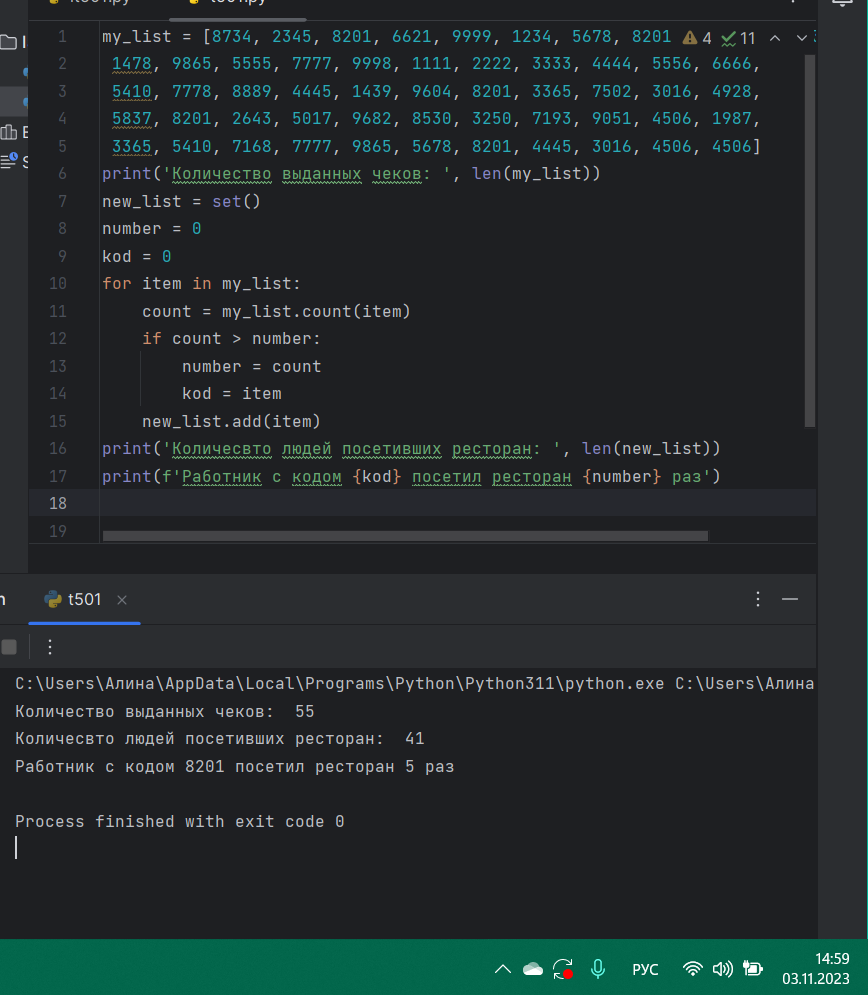 1 my_list = [8734, 2345, 8201, 6621, 9999, 1234, 5678, 8201 4 11
2 1478, 9865, 5555, 7777, 9998, 1111, 2222, 3333, 4444, 5556, 6666,
3 5410, 7778, 8889, 4445, 1439, 9604, 8201, 3365, 7502, 3016, 4928,
4 5837, 8201, 2643, 5017, 9682, 8530, 3250, 7193, 9051, 4506, 1987,
5 3365, 5410, 7168, 7777, 9865, 5678, 8201, 4445, 3016, 4506, 4506]
6 print('Количество выданных чеков: ', len(my_list))
7 new_list = set()
8 number = 0
9 kod = 0
10 for item in my_list:
11 count = my_list.count(item)
12 if count > number:
13 number = count
14 kod = item
15 new_list.add(item)
16 print('Количесвто людей посетивших ресторан: ', len(new_list))
17 print(f'Работник с кодом {kod} посетил ресторан {number} раз')
18
19
t501
C:\Users\Алина\AppData\Local\Programs\Python\Python311\python.exe C:\Users\Алина
Количество выданных чеков:  55
Количесвто людей посетивших ресторан:  41
Работник с кодом 8201 посетил ресторан 5 раз
Process finished with exit code 0
РУС
14:59
03.11.2023